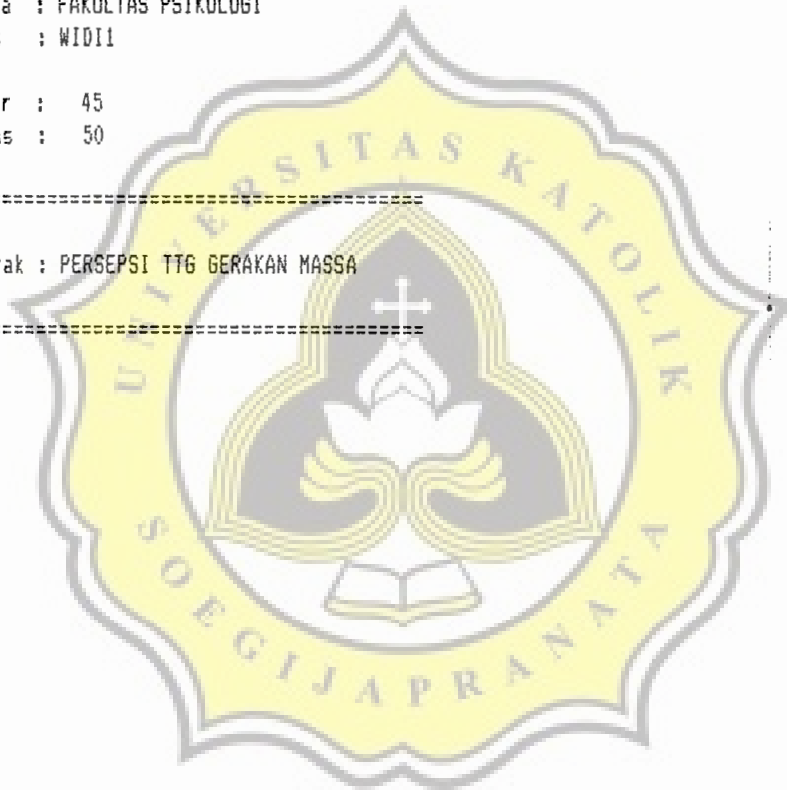 a : FAKULTAS PSIKOLOGI
: WIDI1
r : 45
s : 50
================================
ak : PERSEPSI TTG GERAKAN MASSA
================================
UNIVERSITAS KATOLIK
SOEGIJAPRANATA